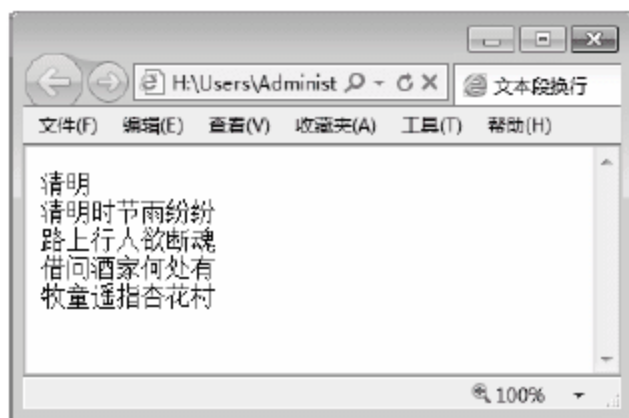 H:\Users\Administ
文本段换行
文件(F) 编辑(E) 查看(V) 收藏夹(A) 工具(T) 帮助(H)
清明
清明时节雨纷纷
路上行人欲断魂
借问酒家何处有
牧童遥指杏花村
100%